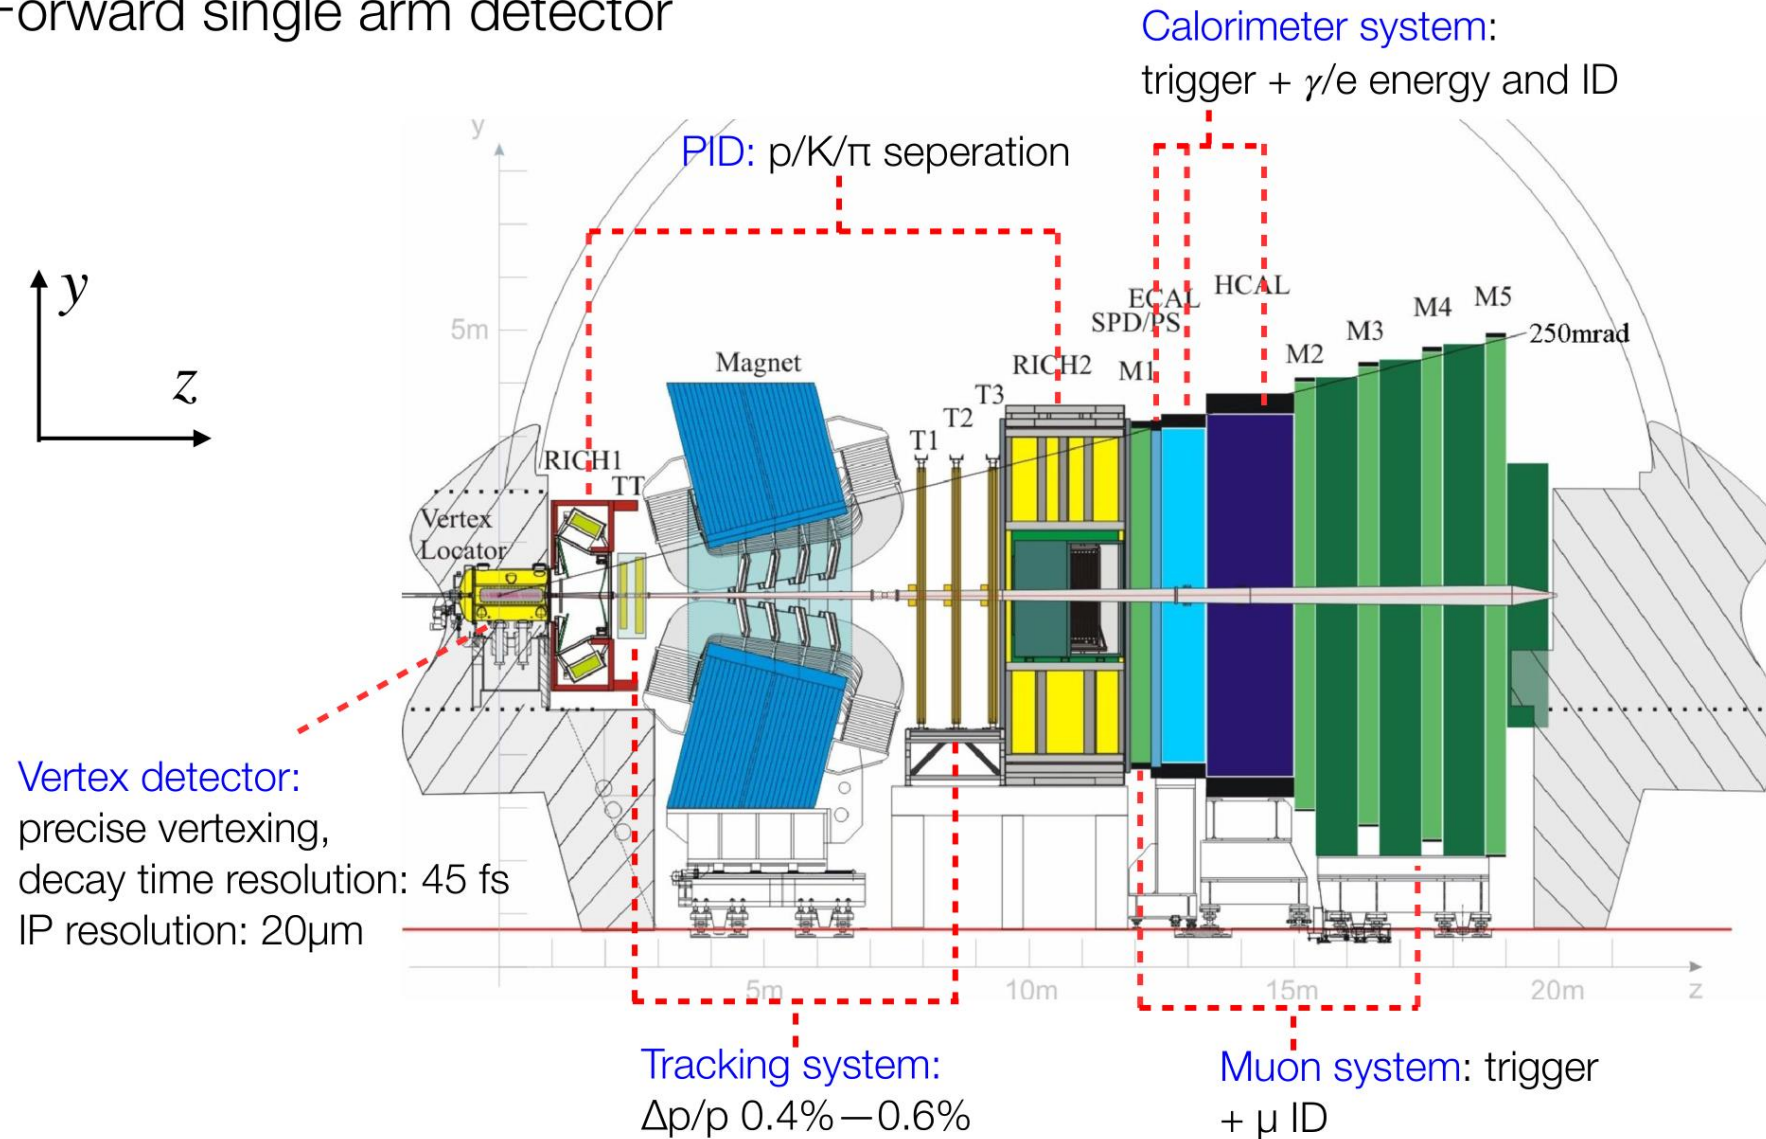 Forward single arm detector
Calorimeter system:
trigger + γ/e energy and ID
PID: p/K/π seperation
y
y
z
5m
Magnet
RICH1
TT
Vertex
Locator
T1
T2
T3
RICH2
M1
SPD/PS
ECAL
HCAL
M2
M3
M4
M5
250mrad
Vertex detector:
precise vertexing,
decay time resolution: 45 fs
IP resolution: 20μm
5m
10m
15m
20m
z
Tracking system:
Δp/p 0.4%—0.6%
Muon system: trigger
+ μ ID